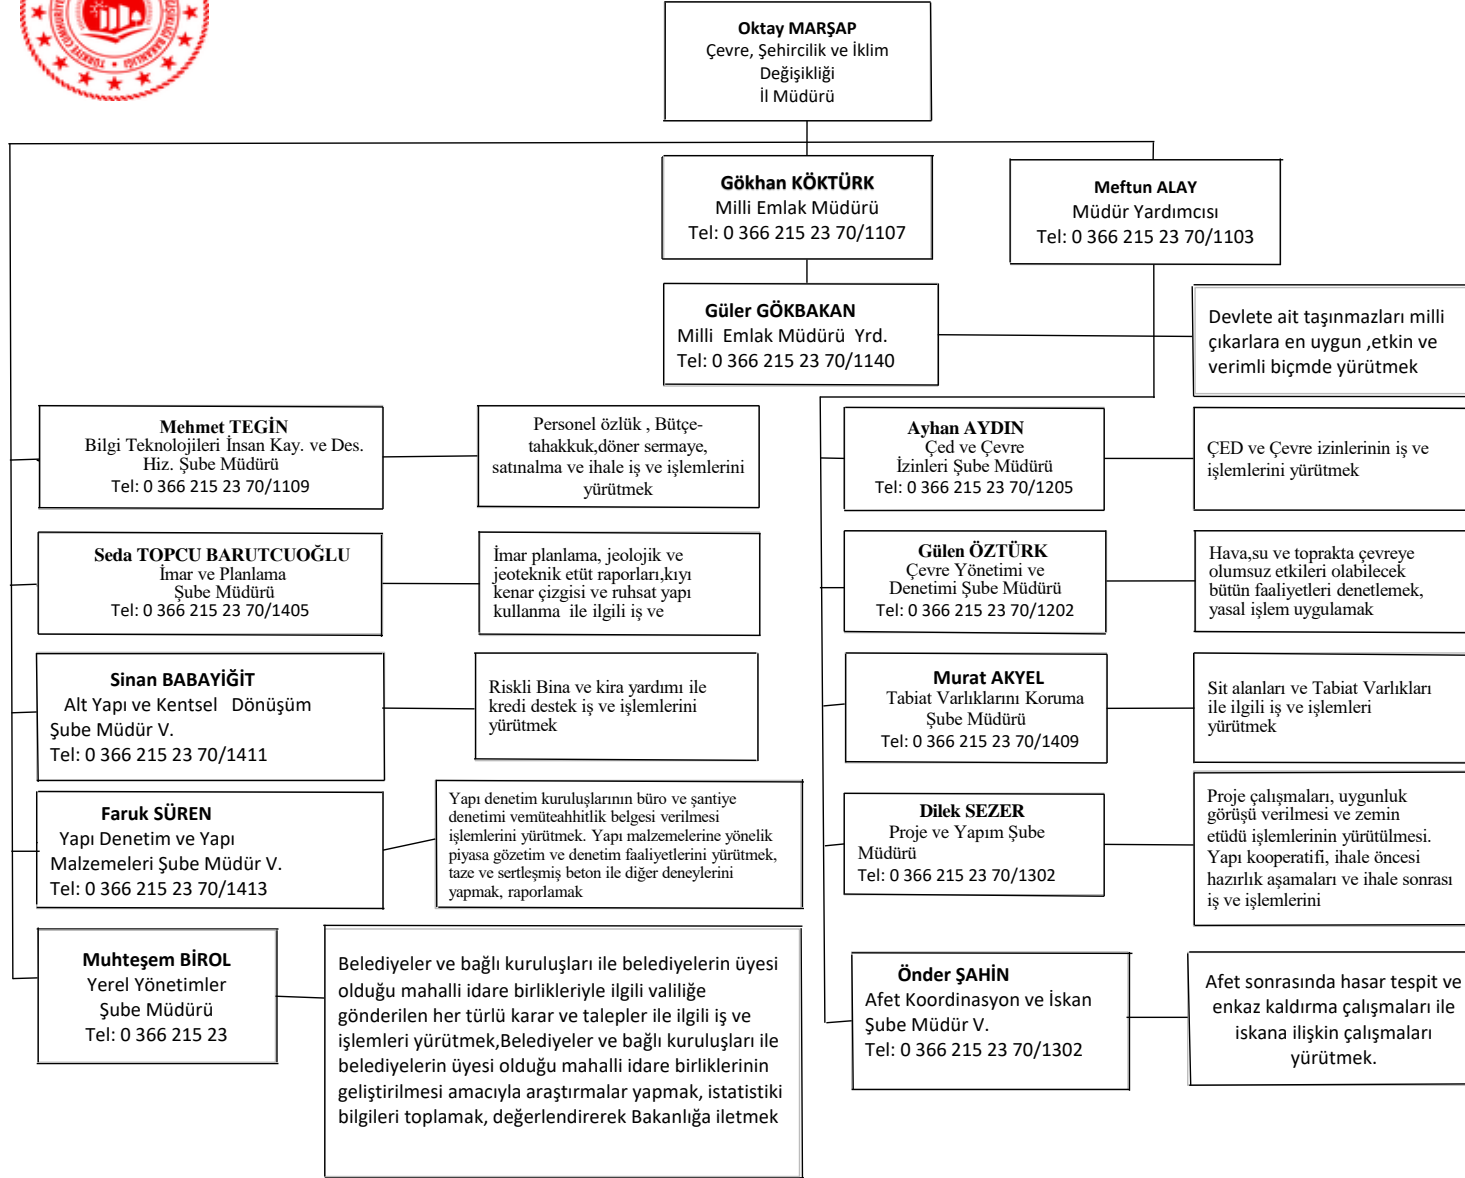 TÜRKİYE CUMHURİYE
Oktay MARŞAP
Çevre, Şehircilik ve İklim
Değişikliği
İl Müdürü
Gökhan KÖKTÜRK
Milli Emlak Müdürü
Tel: 0 366 215 23 70/1107
Meftun ALAY
Müdür Yardımcısı
Tel: 0 366 215 23 70/1103
Güler GÖKBAKAN
Milli Emlak Müdürü Yrd.
Tel: 0 366 215 23 70/1140
Devlete ait taşınmazları milli
çıkarlara en uygun ,etkin ve
verimli biçmde yürütmek
Mehmet TEGİN
Bilgi Teknolojileri İnsan Kay. ve Des.
Hiz. Şube Müdürü
Tel: 0 366 215 23 70/1109
Personel özlük , Bütçe-
tahakkuk,döner sermaye,
satınalma ve ihale iş ve işlemlerini
yürütmek
Ayhan AYDIN
Çed ve Çevre
İzinleri Şube Müdürü
Tel: 0 366 215 23 70/1205
ÇED ve Çevre izinlerinin iş ve
işlemlerini yürütmek
Seda TOPCU BARUTCUOĞLU
İmar ve Planlama
Şube Müdürü
Tel: 0 366 215 23 70/1405
İmar planlama, jeolojik ve
jeoteknik etüt raporları,kıyı
kenar çizgisi ve ruhsat yapı
kullanma ile ilgili iş ve
Gülen ÖZTÜRK
Çevre Yönetimi ve
Denetimi Şube Müdürü
Tel: 0 366 215 23 70/1202
Hava,su ve toprakta çevreye
olumsuz etkileri olabilecek
bütün faaliyetleri denetlemek,
yasal işlem uygulamak
Sinan BABAYİĞİT
Alt Yapı ve Kentsel Dönüşüm
Şube Müdür V.
Tel: 0 366 215 23 70/1411
Riskli Bina ve kira yardımı ile
kredi destek iş ve işlemlerini
yürütmek
Murat AKYEL
Tabiat Varlıklarını Koruma
Şube Müdürü
Tel: 0 366 215 23 70/1409
Sit alanları ve Tabiat Varlıkları
ile ilgili iş ve işlemleri
yürütmek
Faruk SÜREN
Yapı Denetim ve Yapı
Malzemeleri Şube Müdür V.
Tel: 0 366 215 23 70/1413
Yapı denetim kuruluşlarının büro ve şantiye
denetimi vemüteahhitlik belgesi verilmesi
işlemlerini yürütmek. Yapı malzemelerine yönelik
piyasa gözetim ve denetim faaliyetlerini yürütmek,
taze ve sertleşmiş beton ile diğer deneylerini
yapmak, raporlamak
Dilek SEZER
Proje ve Yapım Şube
Müdürü
Tel: 0 366 215 23 70/1302
Proje çalışmaları, uygunluk
görüşü verilmesi ve zemin
etüdü işlemlerinin yürütülmesi.
Yapı kooperatifi, ihale öncesi
hazırlık aşamaları ve ihale sonrası
iş ve işlemlerini
Muhteşem BİROL
Yerel Yönetimler
Şube Müdürü
Tel: 0 366 215 23
Belediyeler ve bağlı kuruluşları ile belediyelerin üyesi
olduğu mahalli idare birlikleriyle ilgili valiliğe
gönderilen her türlü karar ve talepler ile ilgili iş ve
işlemleri yürütmek,Belediyeler ve bağlı kuruluşları ile
belediyelerin üyesi olduğu mahalli idare birliklerinin
geliştirilmesi amacıyla araştırmalar yapmak, istatistiki
bilgileri toplamak, değerlendirerek Bakanlığa iletmek
Önder ŞAHİN
Afet Koordinasyon ve İskan
Şube Müdür V.
Tel: 0 366 215 23 70/1302
Afet sonrasında hasar tespit ve
enkaz kaldırma çalışmaları ile
iskana ilişkin çalışmaları
yürütmek.